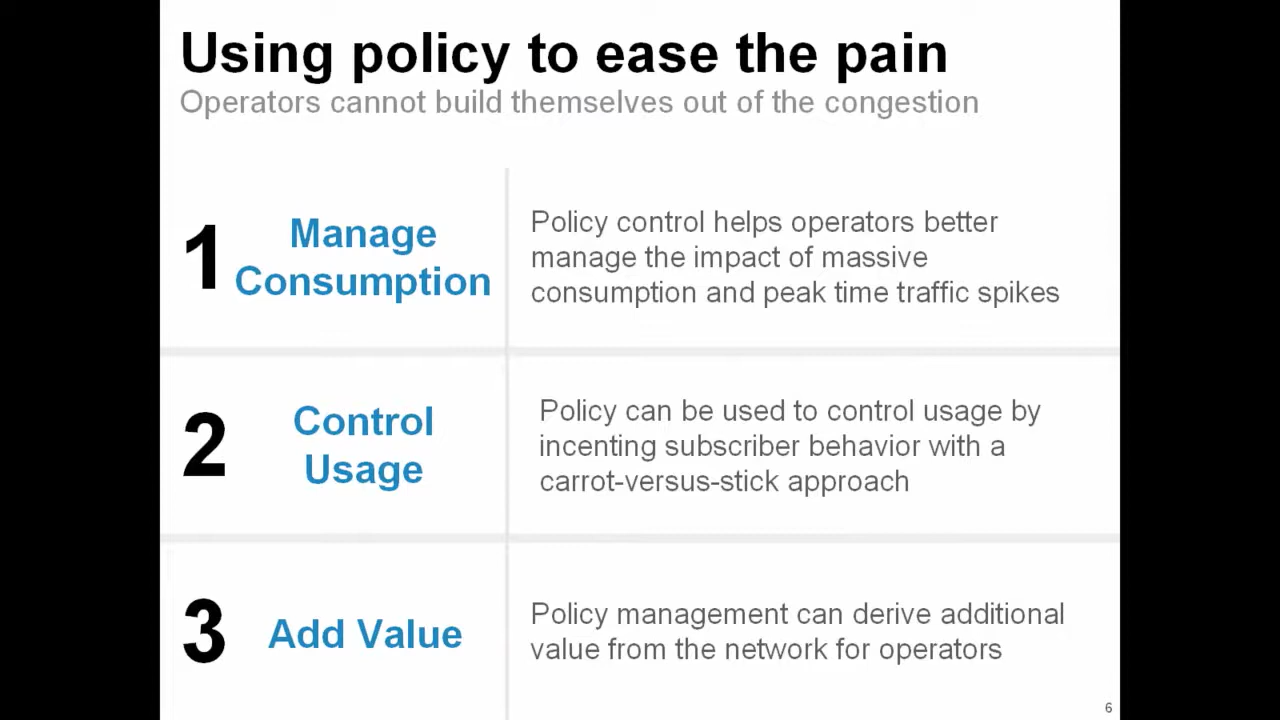 Using policy to ease the pain
Operators cannot build themselves out of the congestion
1
Manage
Consumption
Policy control helps operators better
manage the impact of massive
consumption and peak time traffic spikes
2
Control
Usage
Policy can be used to control usage by
incenting subscriber behavior with a
carrot-versus-stick approach
3
Add Value
Policy management can derive additional
value from the network for operators
6